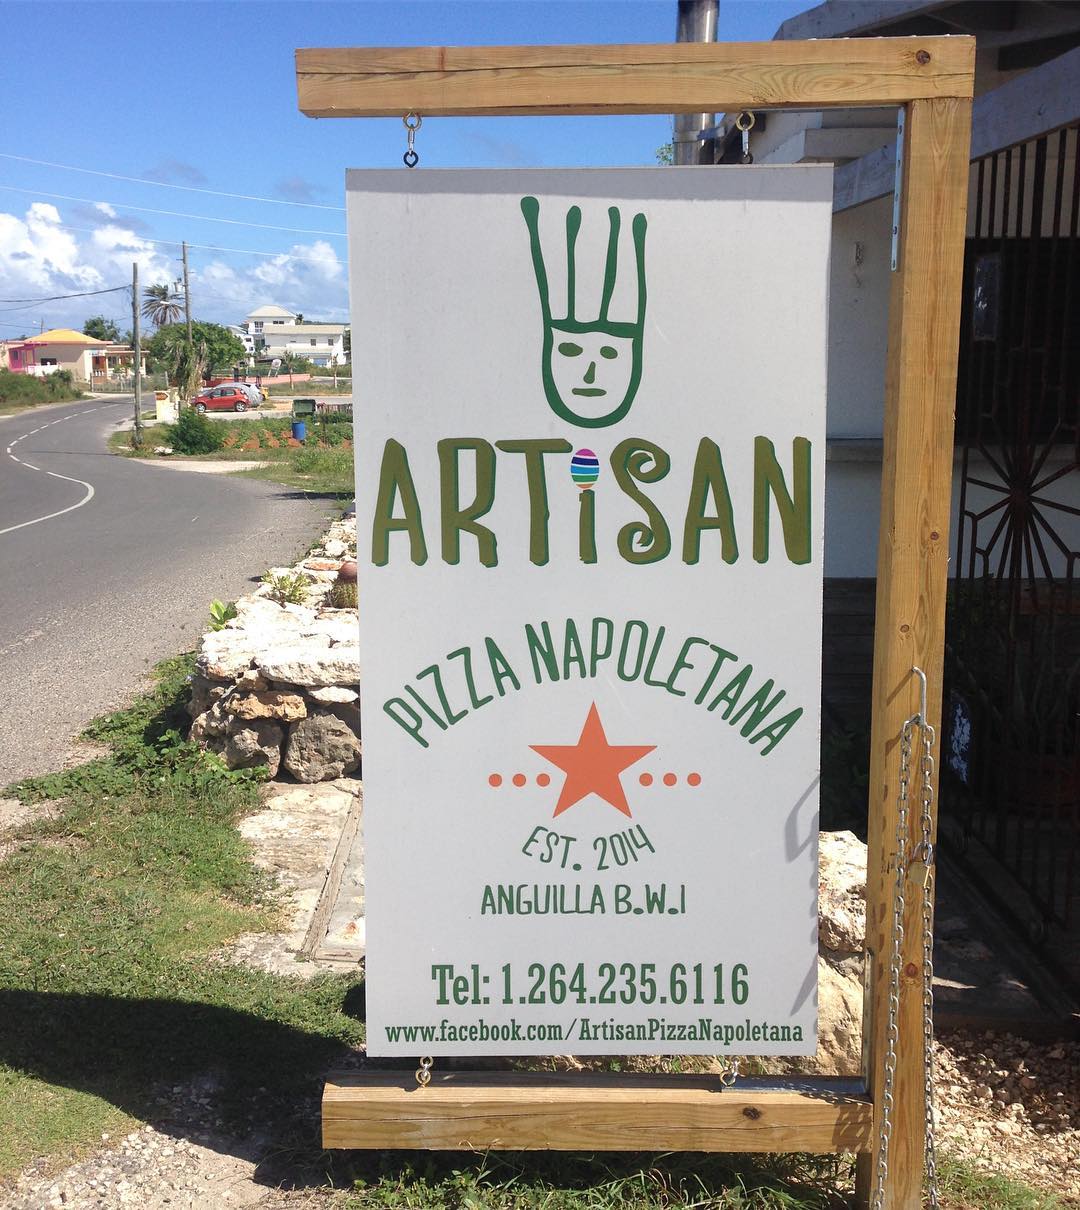 ARTiSAN
PIZZA NAPOLETANA
EST. 2014
ANGUILLA B.W.I
Tel: 1.264.235.6116
www.facebook.com/ArtisanPizzaNapoletana